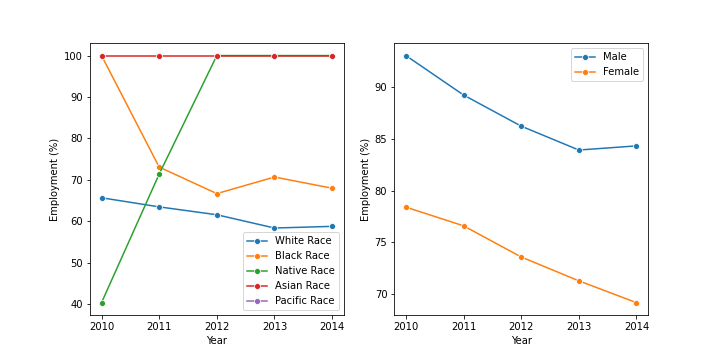 100
90
80
70
60
50
40
Employment (%)
2010 2011 2012 2013 2014
Year
White Race
Black Race
Native Race
Asian Race
Pacific Race
90
85
80
75
70
Employment (%)
2010 2011 2012 2013 2014
Year
Male
Female